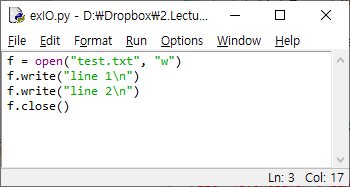 exIO.py - D:₩Dropbox₩2.Lectu...
File Edit Format Run Options Window Help
f = open("test.txt", "w")
f.write("line 1\n")
f.write("line 2\n")
f.close()
Ln: 3 Col: 17